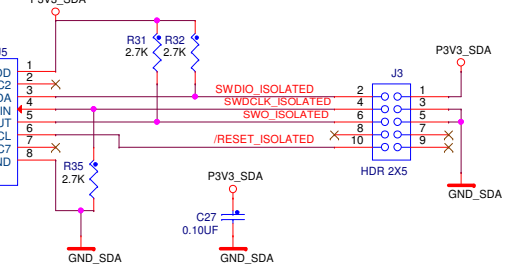 P3V3_SDA
J5
R31 R32
2.7K 2.7K
P3V3_SDA
J3
1
2
3
4
5
6
7
8
SWDIO_ISOLATED 2 1
SWDCLK_ISOLATED 4 3
SWO_ISOLATED 6 5
8 7
/RESET_ISOLATED 10 9
HDR 2X5
R35
2.7K
P3V3_SDA
GND_SDA
C27
0.10UF
GND_SDA
GND_SDA